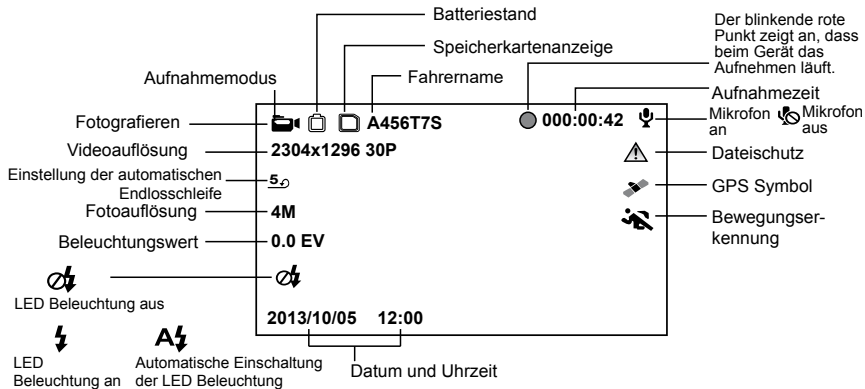 Batteriestand
Speicherkartenanzeige
Fahrername
Der blinkende rote
Punkt zeigt an, dass
beim Gerät das
Aufnehmen läuft.
Aufnahmemodus
Aufnahmezeit
Fotografieren
A456T7S
000:00:42
Mikrofon
an
Mikrofon
aus
Videoauflösung
2304x1296 30P
Dateischutz
Einstellung der automatischen
Endlosschleife
5
GPS Symbol
Fotoauflösung
4M
Bewegungser-
kennung
Beleuchtungswert
0.0 EV
LED Beleuchtung aus
2013/10/05 12:00
A
LED
Beleuchtung an
Automatische Einschaltung
der LED Beleuchtung
Datum und Uhrzeit